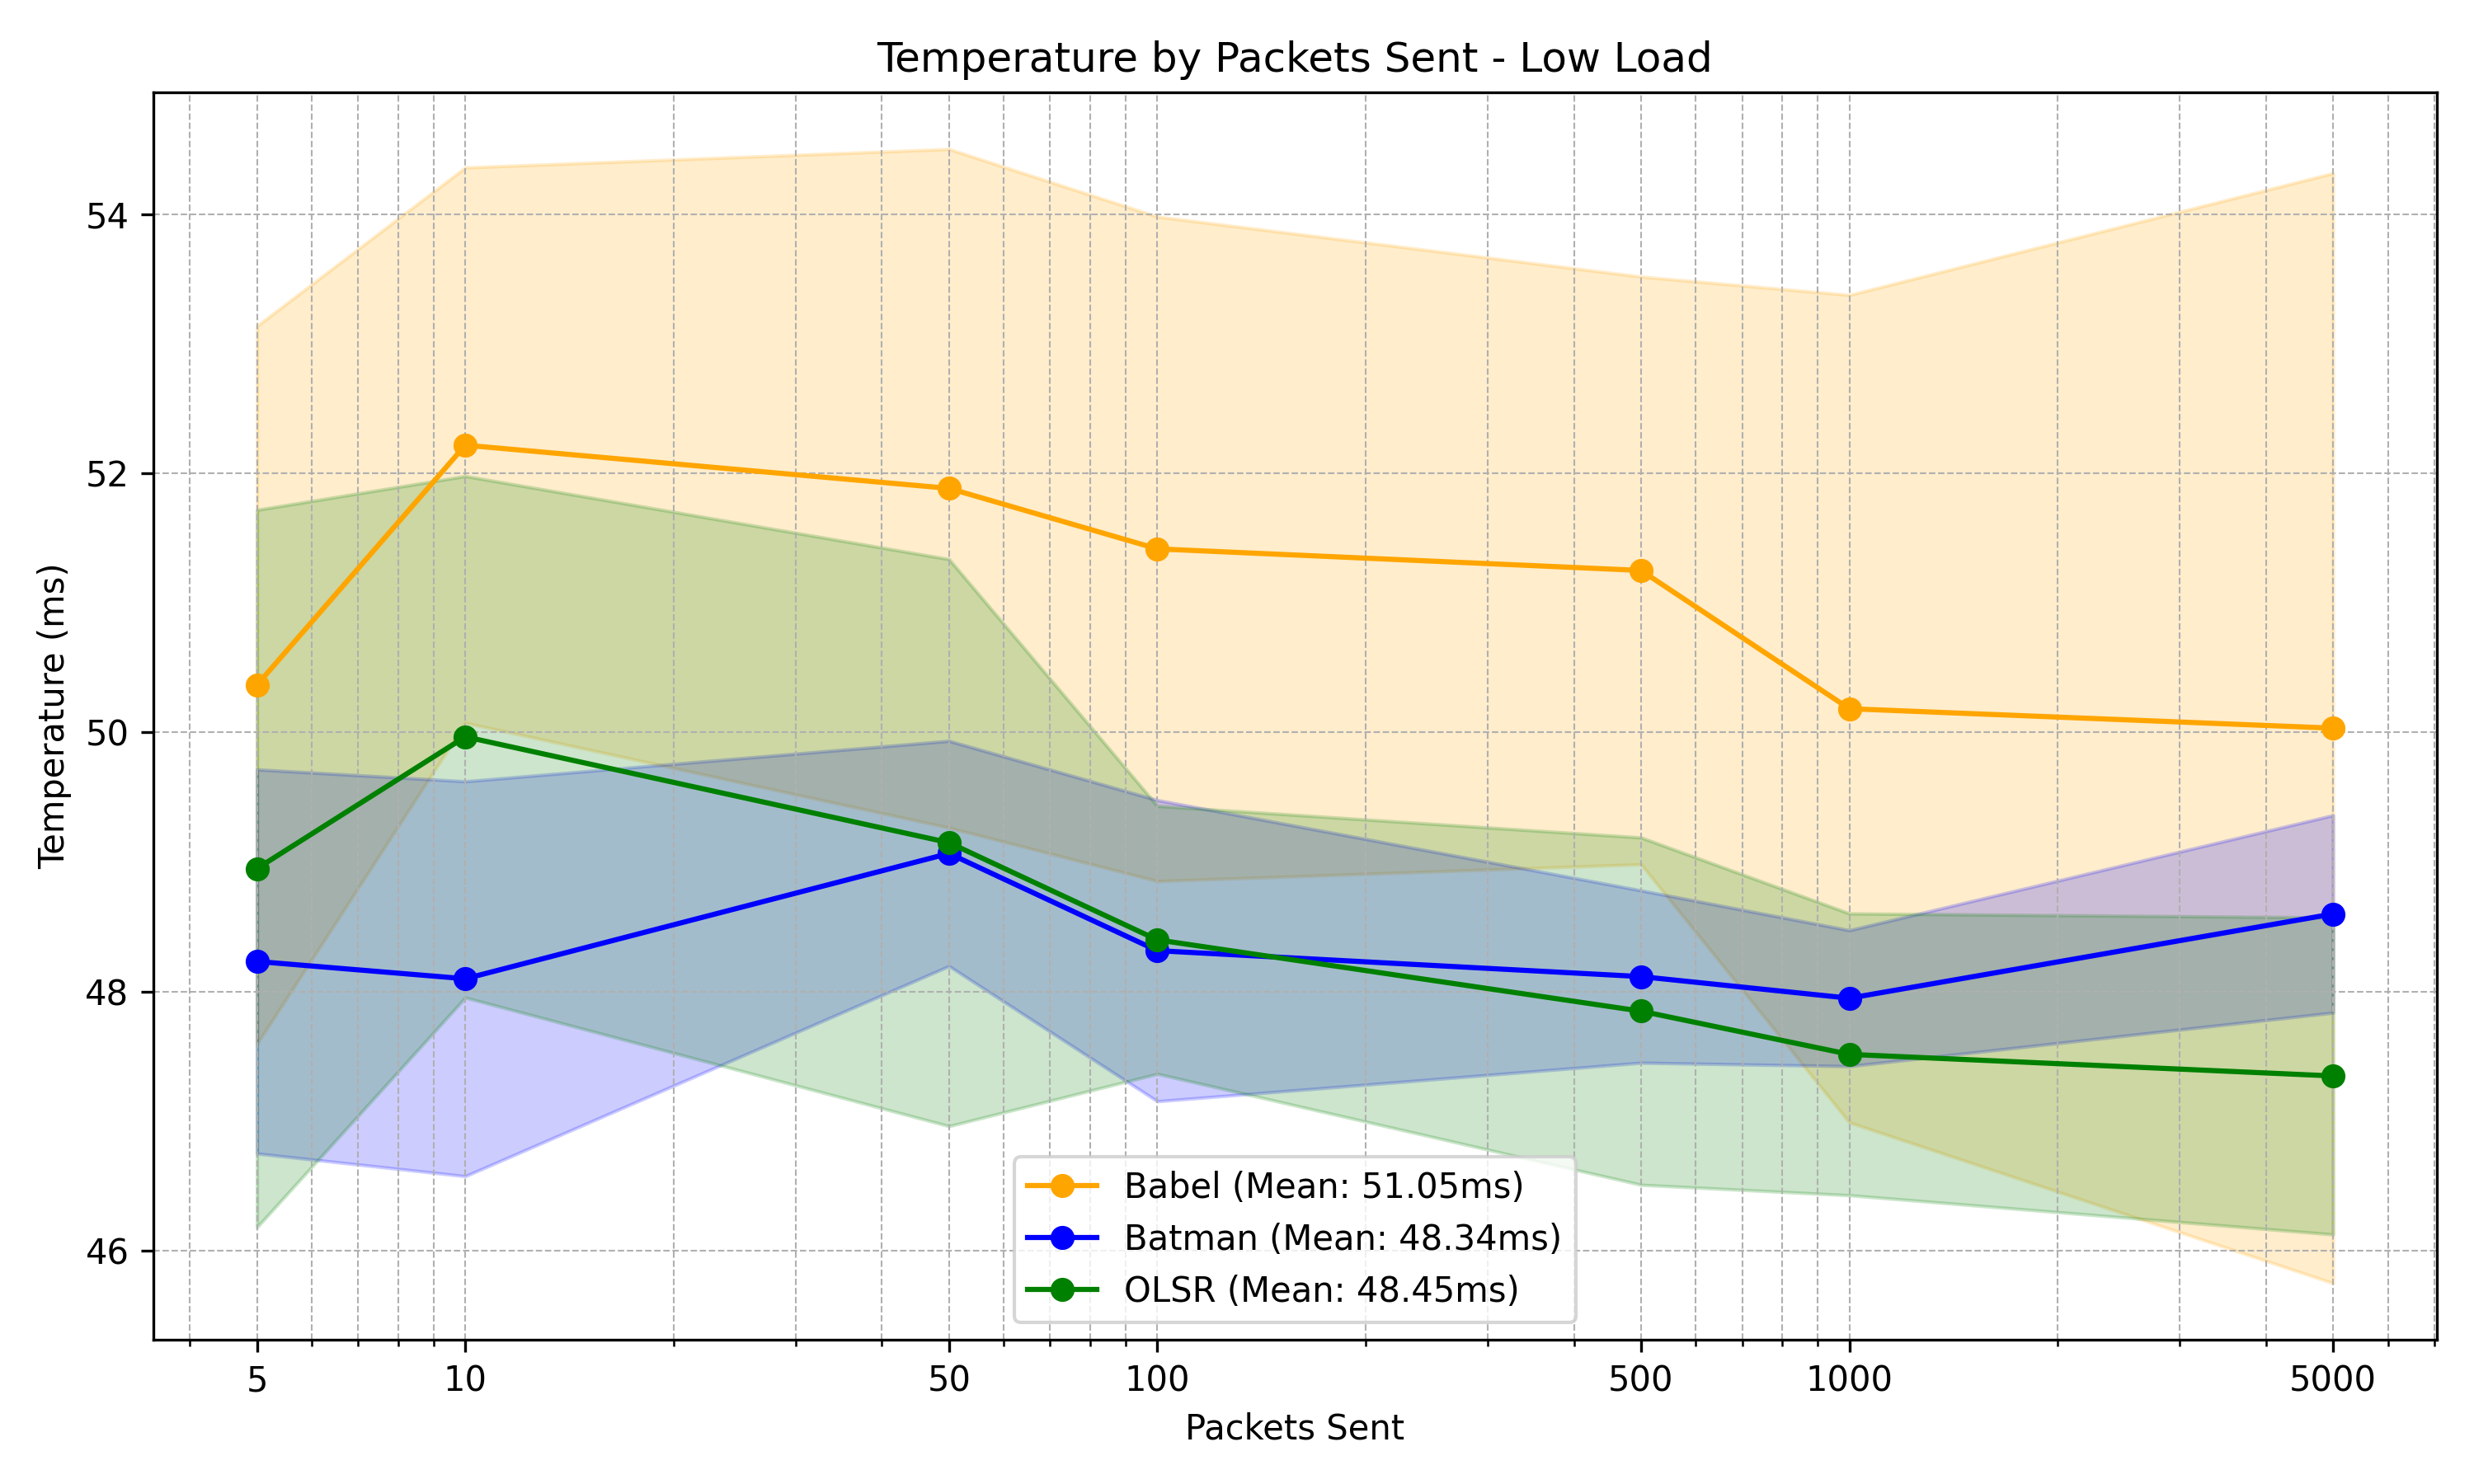 Temperature by Packets Sent - Low Load
Temperature (ms)
54
52
50
48
46
Babel (Mean: 51.05ms)
Batman (Mean: 48.34ms)
OLSR (Mean: 48.45ms)
5 10 50 100 500 1000 5000
Packets Sent